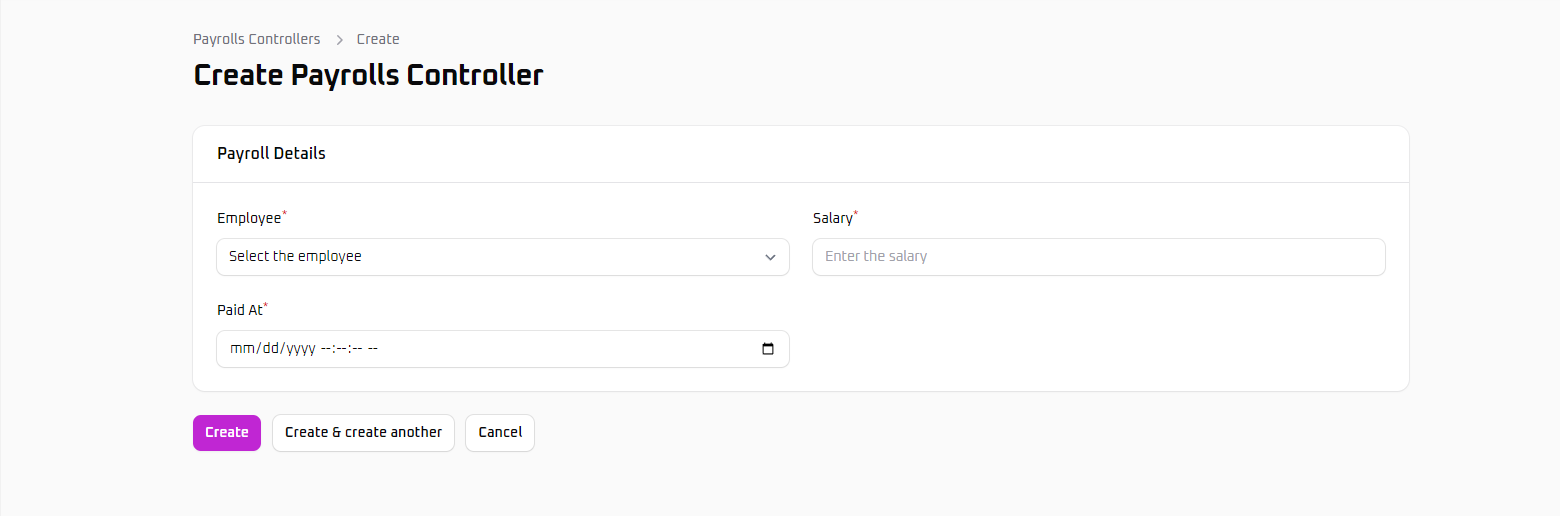 Payrolls Controllers > Create
Create Payrolls Controller
Payroll Details
Employee* Salary*
Select the employee Enter the salary
Paid At*
mm/dd/yyyy --:--:-- --
Create Create & create another Cancel